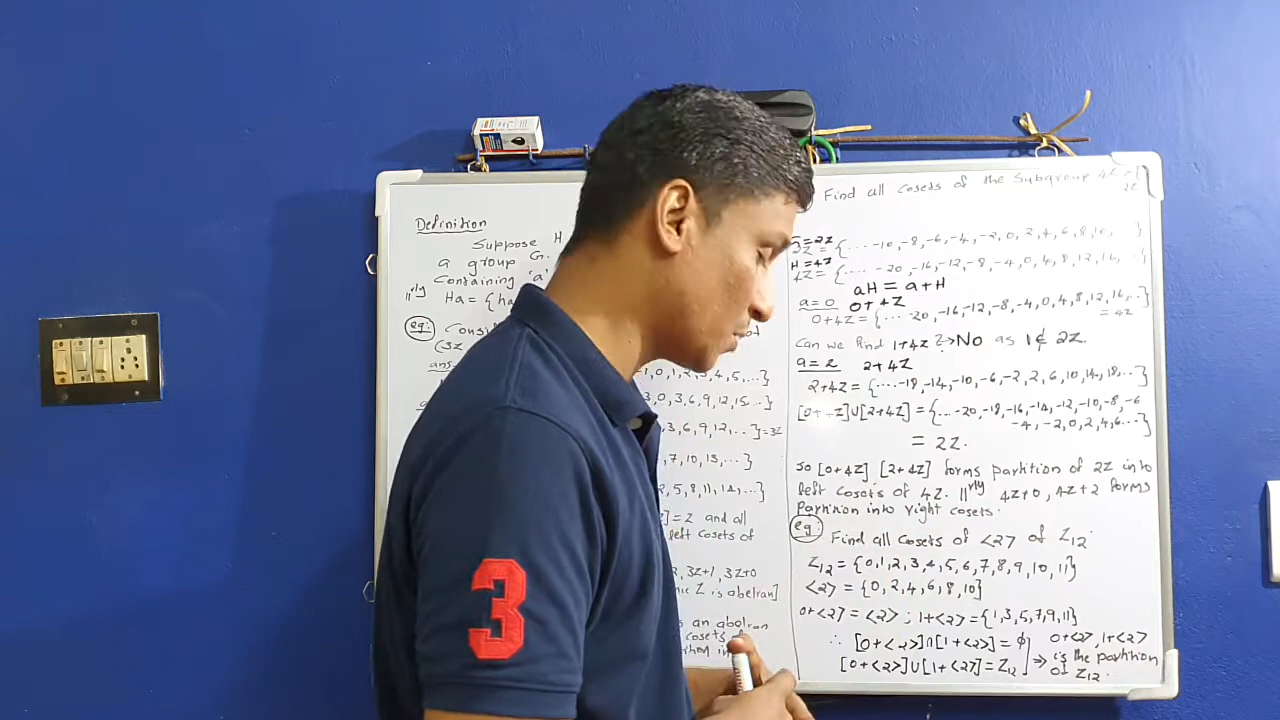 Definition
Suppose H
a group G.
Containing 'a'
||rly Ha = {ha
eg: Consi
(3Z
ans
-1,0,1,2,3,4,5,...}
3,0,3,6,9,12,15...}
3,6,9,12,...}=3Z
,7,10,13,...}
2,5,8,11,14,...}
]=Z and all
left cosets of
2, 3Z+1, 3Z+0
Z is abelian]
is an abelian
cosets
3
Find all cosets of the subgroup 4Z of
2Z
G=2Z
2Z = {.... -10,-8,-6,-4,-2,0,2,4,6,8,10,
H=4Z
4Z = {.... -20,-16,-12,-8,-4,0,4,8,12,16,
aH = a+H
a=0 0+4Z
0+4Z = {... -20,-16,-12,-8,-4,0,4,8,12,16,..}
= 4Z
Can we find 1+4Z ?→No as 1∉ 2Z.
a=2 2+4Z
2+4Z = {....-18,-14,-10,-6,-2,2,6,10,14,18...}
[0+4Z]U[2+4Z] = {...-20,-18,-16,-14,-12,-10,-8,-6
-4,-2,0,2,4,6...}
= 2Z.
So [0+4Z] [2+4Z] forms partition of 2Z into
left cosets of 4Z. ||rly 4Z+0, 4Z+2 forms
partition into right cosets.
eg: Find all cosets of <2> of Z12.
Z12 = {0,1,2,3,4,5,6,7,8,9,10,11}
<2> = {0,2,4,6,8,10}
0+<2> = <2> ; 1+<2> = {1,3,5,7,9,11}
∴ [0+<2>]∩[1+<2>] = φ
[0+<2>]U[1+<2>] = Z12
⇒ 0+<2>, 1+<2>
is the partition
of Z12.